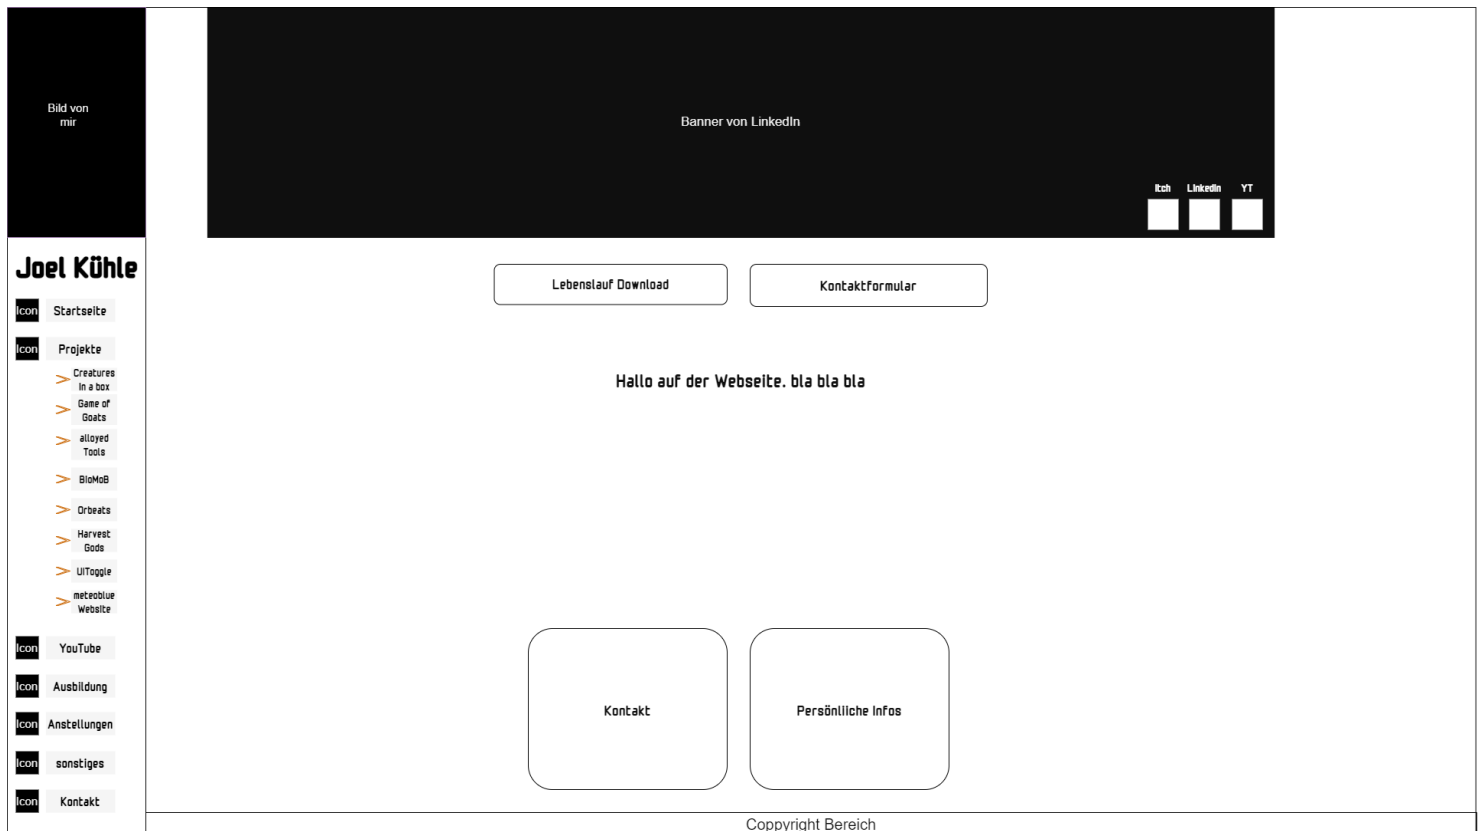 Bild von
mir
Banner von LinkedIn
Itch
Linkedin
YT
Joel Kühle
Lebenslauf Download
Kontaktformular
Icon
Startseite
Icon
Projekte
Creatures
in a box
Game of
Goats
alloyed
Tools
BioMoB
Orbeats
Harvest
Gods
UIToggle
meteoblue
Website
Icon
YouTube
Icon
Ausbildung
Icon
Anstellungen
Icon
sonstiges
Icon
Kontakt
Hallo auf der Webseite. bla bla bla
Kontakt
Persönlliche Infos
Coppyright Bereich